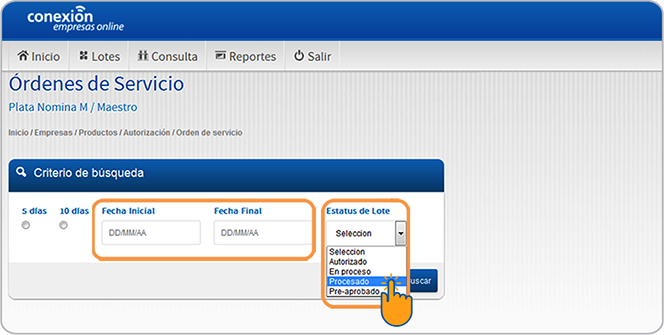 conexión
empresas online
Inicio
Lotes
Consulta
Reportes
Salir
Órdenes de Servicio
Plata Nomina M / Maestro
Inicio / Empresas / Productos / Autorización / Orden de servicio
Criterio de búsqueda
5 días
10 días
Fecha Inicial
Fecha Final
Estatus de Lote
DD/MM/AA
DD/MM/AA
Seleccion
Seleccion
Autorizado
En proceso
Procesado
Pre-aprobado
uscar